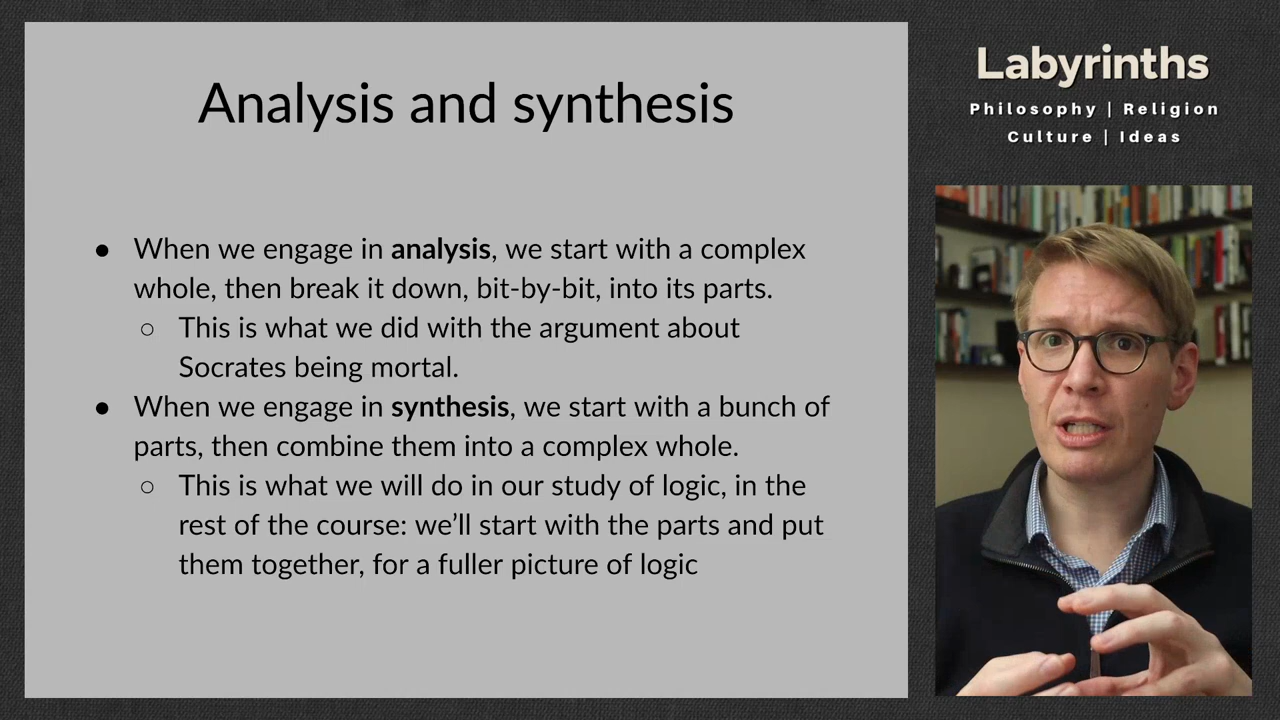 Analysis and synthesis
● When we engage in analysis, we start with a complex
whole, then break it down, bit-by-bit, into its parts.
○ This is what we did with the argument about
Socrates being mortal.
● When we engage in synthesis, we start with a bunch of
parts, then combine them into a complex whole.
○ This is what we will do in our study of logic, in the
rest of the course: we’ll start with the parts and put
them together, for a fuller picture of logic
Labyrinths
Philosophy | Religion
Culture | Ideas